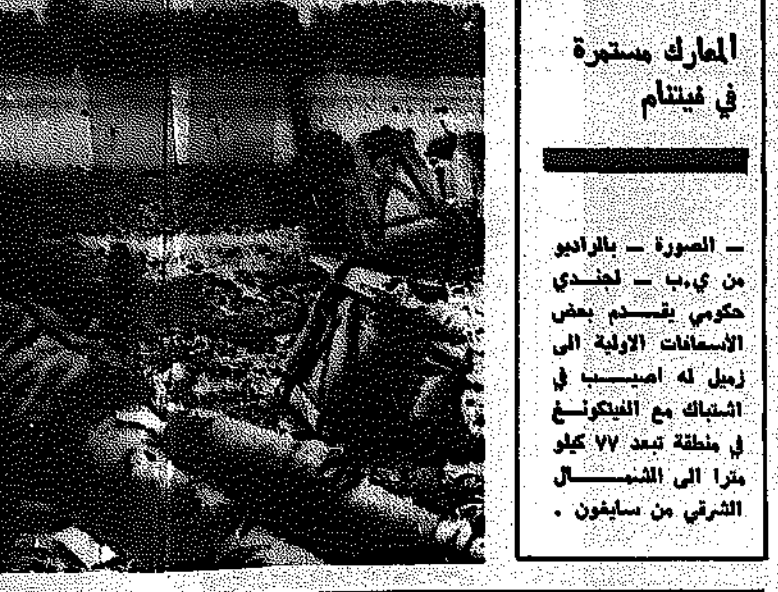 المعارك مستمرة
في فيتنام
— الصورة — بالراديو
من ي.ب — لجندي
حكومي يقدم بعض
الاسعافات الاولية الى
زميل له اصيب في
اشتباك مع الفيتكونغ
في منطقة تبعد ٧٧ كيلو
مترا الى الشمال
الشرقي من سايغون .